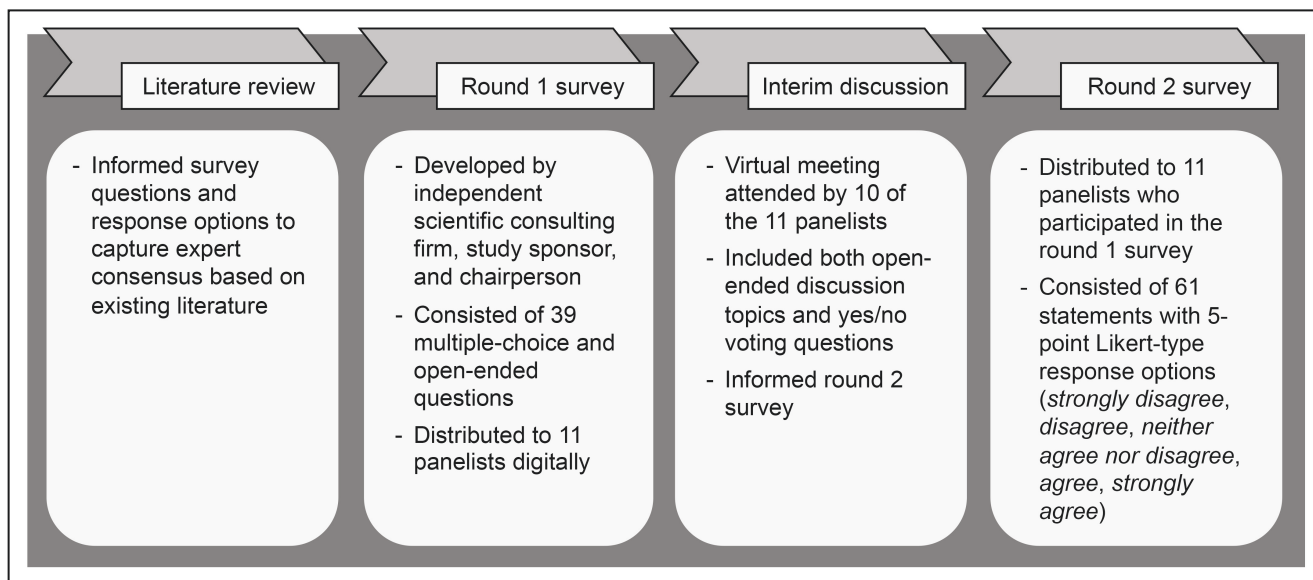 Literature review
- Informed survey
questions and
response options to
capture expert
consensus based on
existing literature
Round 1 survey
- Developed by
independent
scientific consulting
firm, study sponsor,
and chairperson
- Consisted of 39
multiple-choice and
open-ended
questions
- Distributed to 11
panelists digitally
Interim discussion
- Virtual meeting
attended by 10 of
the 11 panelists
- Included both open-
ended discussion
topics and yes/no
voting questions
- Informed round 2
survey
Round 2 survey
- Distributed to 11
panelists who
participated in the
round 1 survey
- Consisted of 61
statements with 5-
point Likert-type
response options
(strongly disagree,
disagree, neither
agree nor disagree,
agree, strongly
agree)